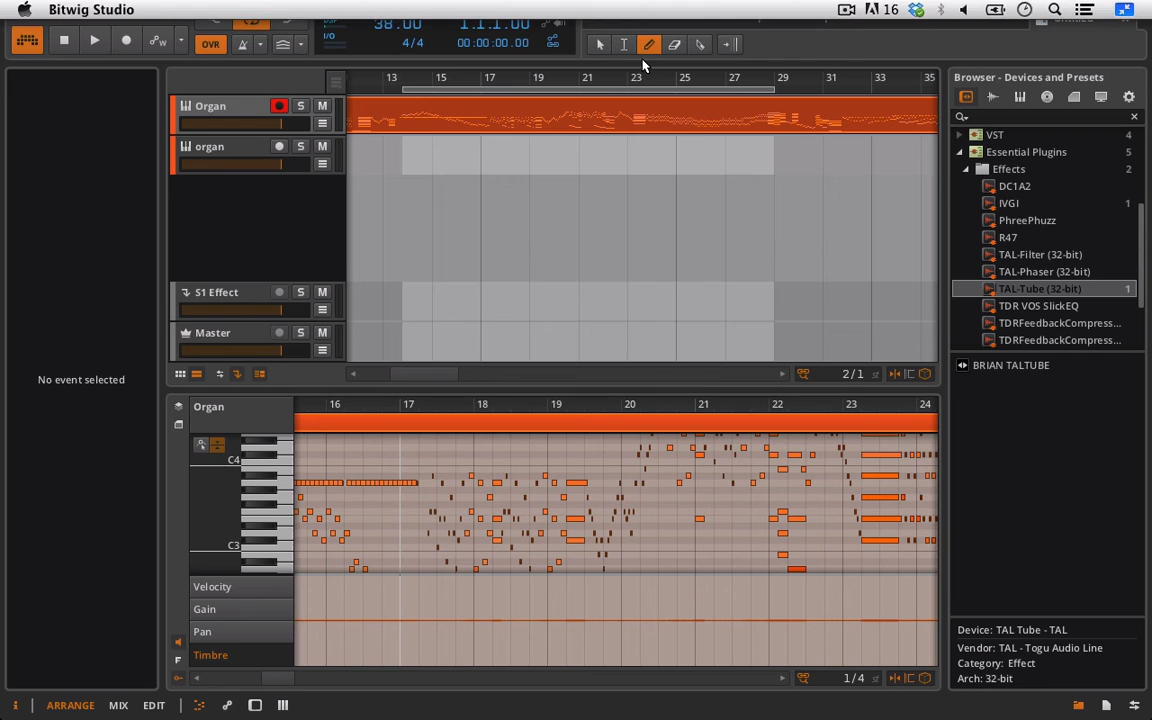 Bitwig Studio
16
OVR
I/O
38.00
4/4
1.1.1.00
00:00:00.00
13 15 17 19 21 23 25 27 29 31 33 35
Organ S M
organ S M
S1 Effect S M
Master S M
2/1
No event selected
Organ
16 17 18 19 20 21 22 23 24
C4
C3
Velocity
Gain
Pan
Timbre
F
1/4
Browser - Devices and Presets
VST 4
Essential Plugins 5
Effects 2
DC1A2
IVGI 1
PhreePhuzz
R47
TAL-Filter (32-bit)
TAL-Phaser (32-bit)
TAL-Tube (32-bit) 1
TDR VOS SlickEQ
TDRFeedbackCompress...
TDRFeedbackCompress...
BRIAN TALTUBE
Device: TAL Tube - TAL
Vendor: TAL - Togu Audio Line
Category: Effect
Arch: 32-bit
i ARRANGE MIX EDIT